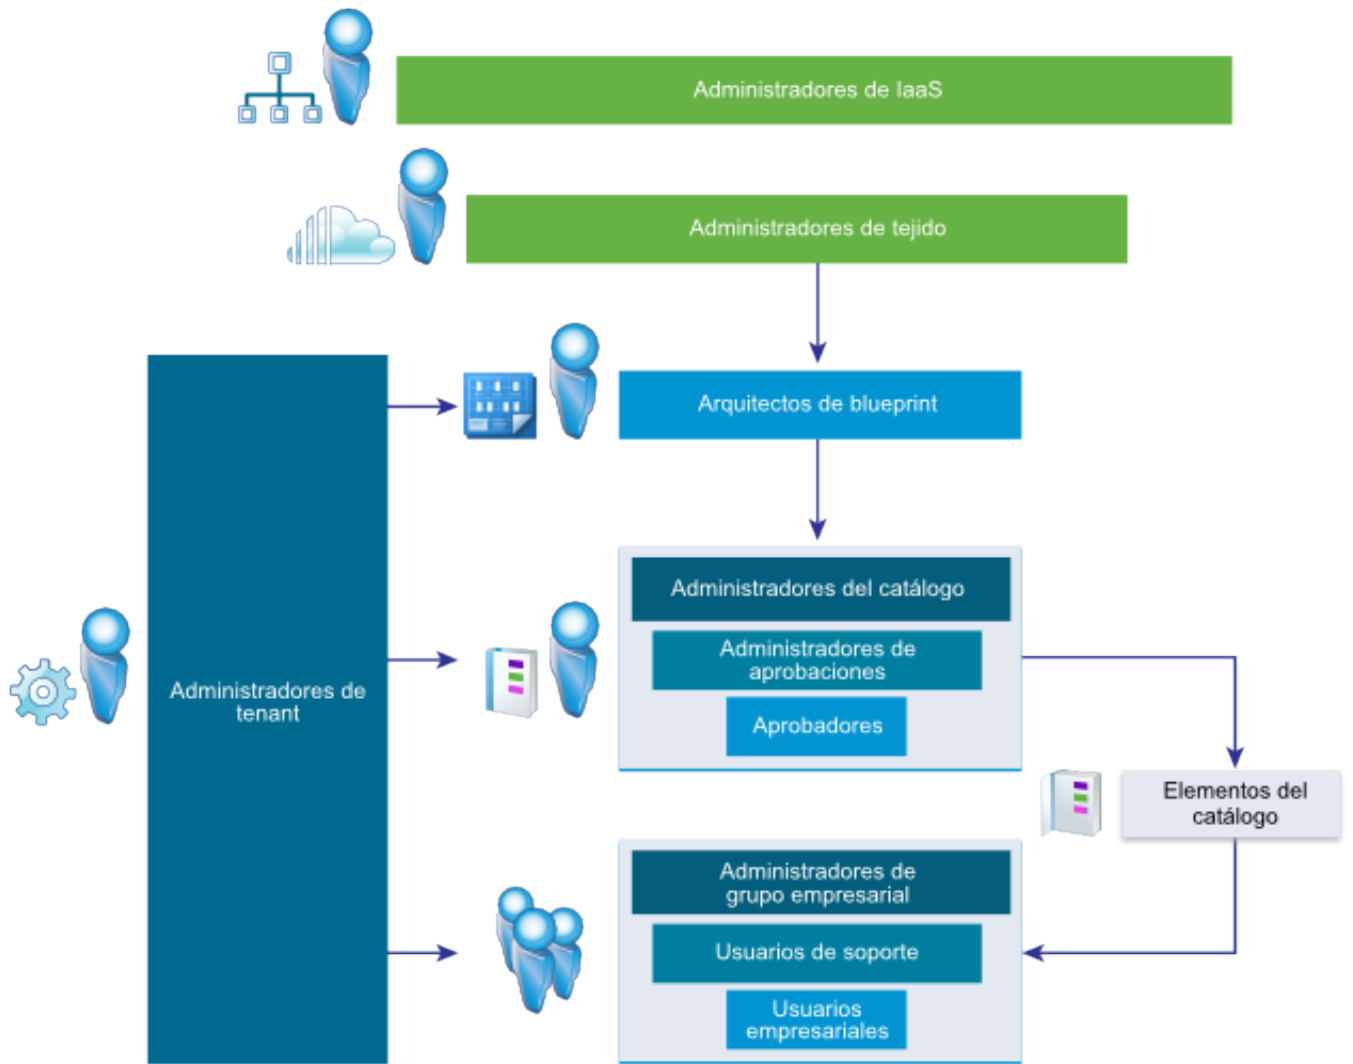 Administradores de IaaS
Administradores de tejido
Arquitectos de blueprint
Administradores de
tenant
Administradores del catálogo
Administradores de
aprobaciones
Aprobadores
Elementos del
catálogo
Administradores de
grupo empresarial
Usuarios de soporte
Usuarios
empresariales